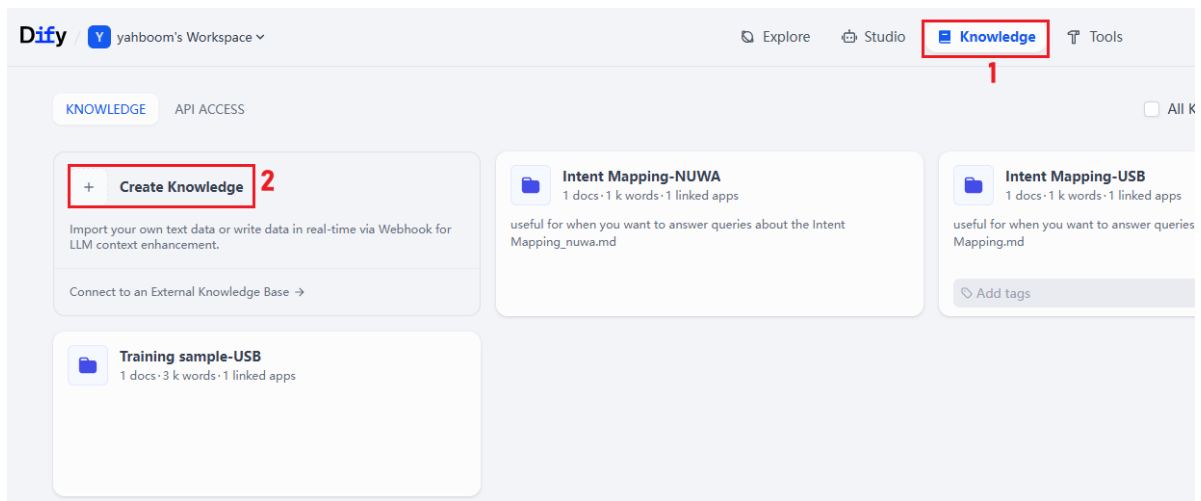 Dify / Y yahboom's Workspace Explore Studio Knowledge Tools
1
KNOWLEDGE API ACCESS All K
+ Create Knowledge 2
Import your own text data or write data in real-time via Webhook for
LLM context enhancement.
Connect to an External Knowledge Base →
Intent Mapping-NUWA
1 docs·1 k words·1 linked apps
useful for when you want to answer queries about the Intent
Mapping_nuwa.md
Intent Mapping-USB
1 docs·1 k words·1 linked apps
useful for when you want to answer queries
Mapping.md
Add tags
Training sample-USB
1 docs·3 k words·1 linked apps